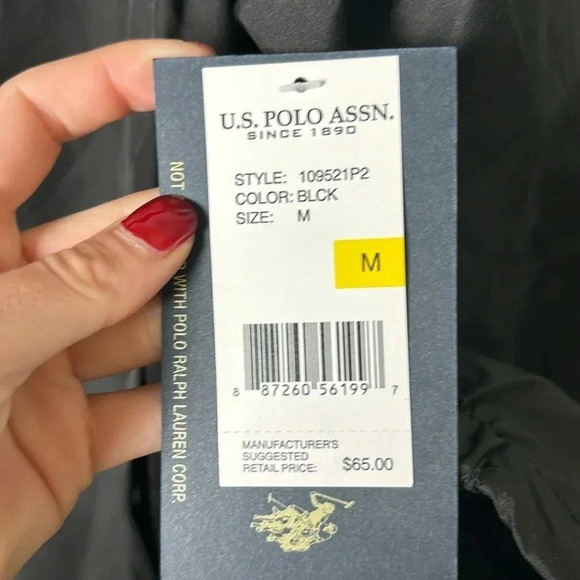 U.S. POLO ASSN.
SINCE 1890
STYLE: 109521P2
COLOR: BLCK
SIZE: M
M
8 87260 56199 7
MANUFACTURER'S
SUGGESTED
RETAIL PRICE: $65.00
NOT WITH POLO RALPH LAUREN CORP.